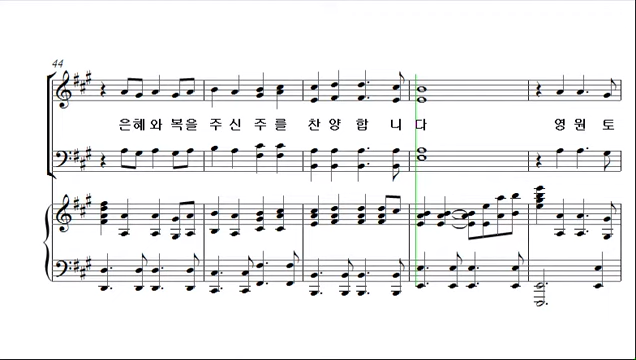 44
은혜와 복을 주 신 주 를 찬 양 합 니 다 영 원 토